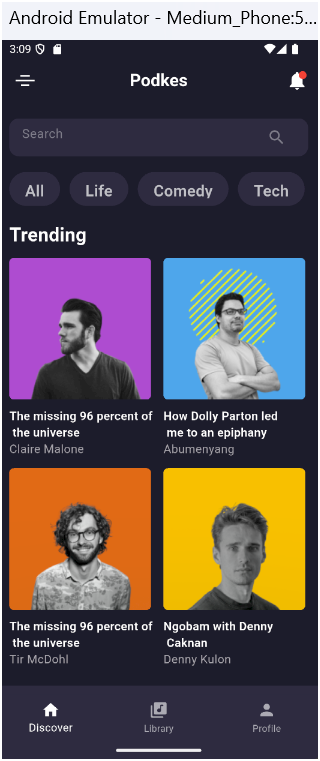 Android Emulator - Medium_Phone:5...
3:09
Podkes
Search
All Life Comedy Tech
Trending
The missing 96 percent of
the universe
Claire Malone
How Dolly Parton led
me to an epiphany
Abumenyang
The missing 96 percent of
the universe
Tir McDohl
Ngobam with Denny
Caknan
Denny Kulon
Discover Library Profile